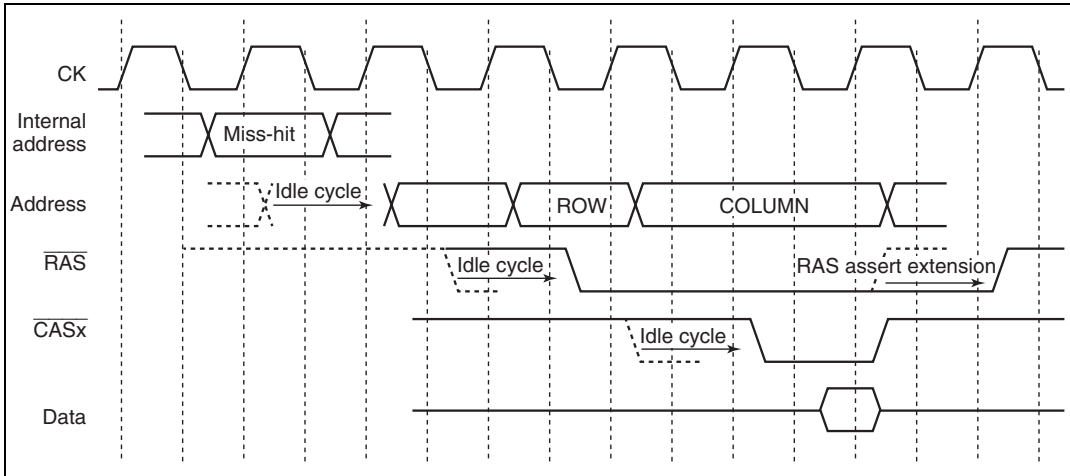 CK
Internal
address
Miss-hit
Address
Idle cycle
ROW
COLUMN
RAS
Idle cycle
RAS assert extension
CASx
Idle cycle
Data